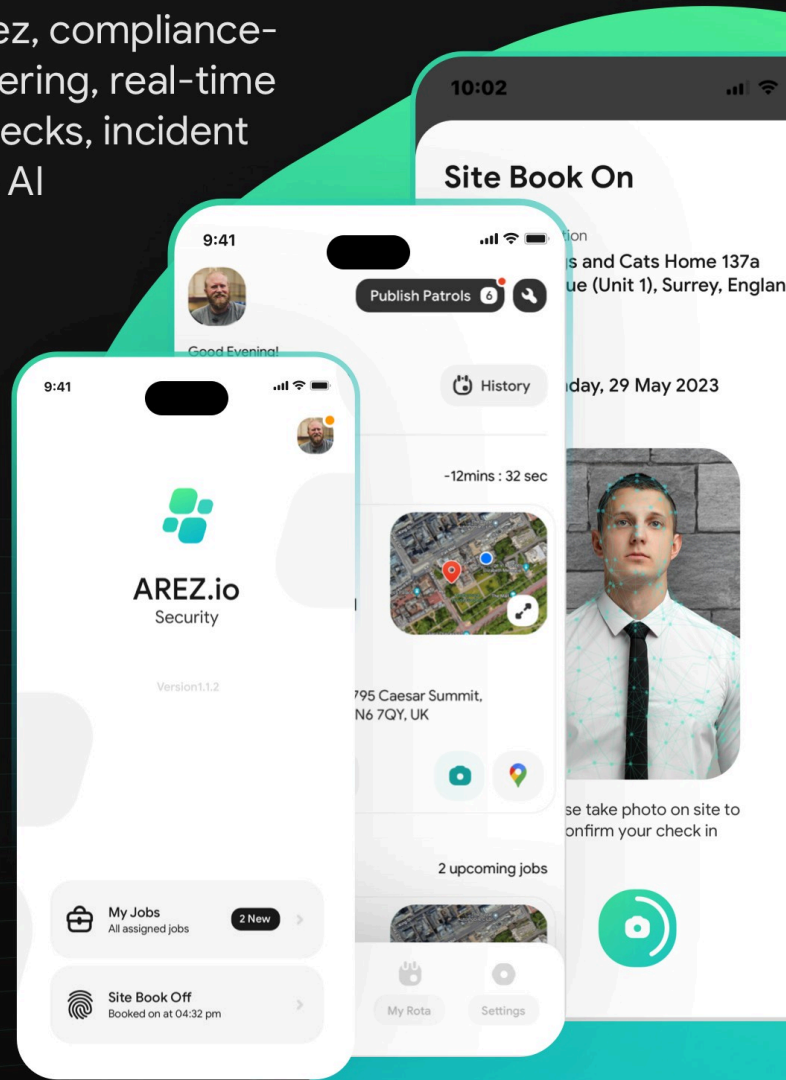 ez, compliance-
ering, real-time
ecks, incident
AI
10:02
Site Book On
tion
s and Cats Home 137a
ue (Unit 1), Surrey, Englan
day, 29 May 2023
se take photo on site to
onfirm your check in
9:41
Publish Patrols 6
Good Evening!
History
-12mins : 32 sec
795 Caesar Summit,
N6 7QY, UK
2 upcoming jobs
My Rota
Settings
9:41
AREZ.io
Security
Version1.1.2
My Jobs
All assigned jobs
2 New
Site Book Off
Booked on at 04:32 pm